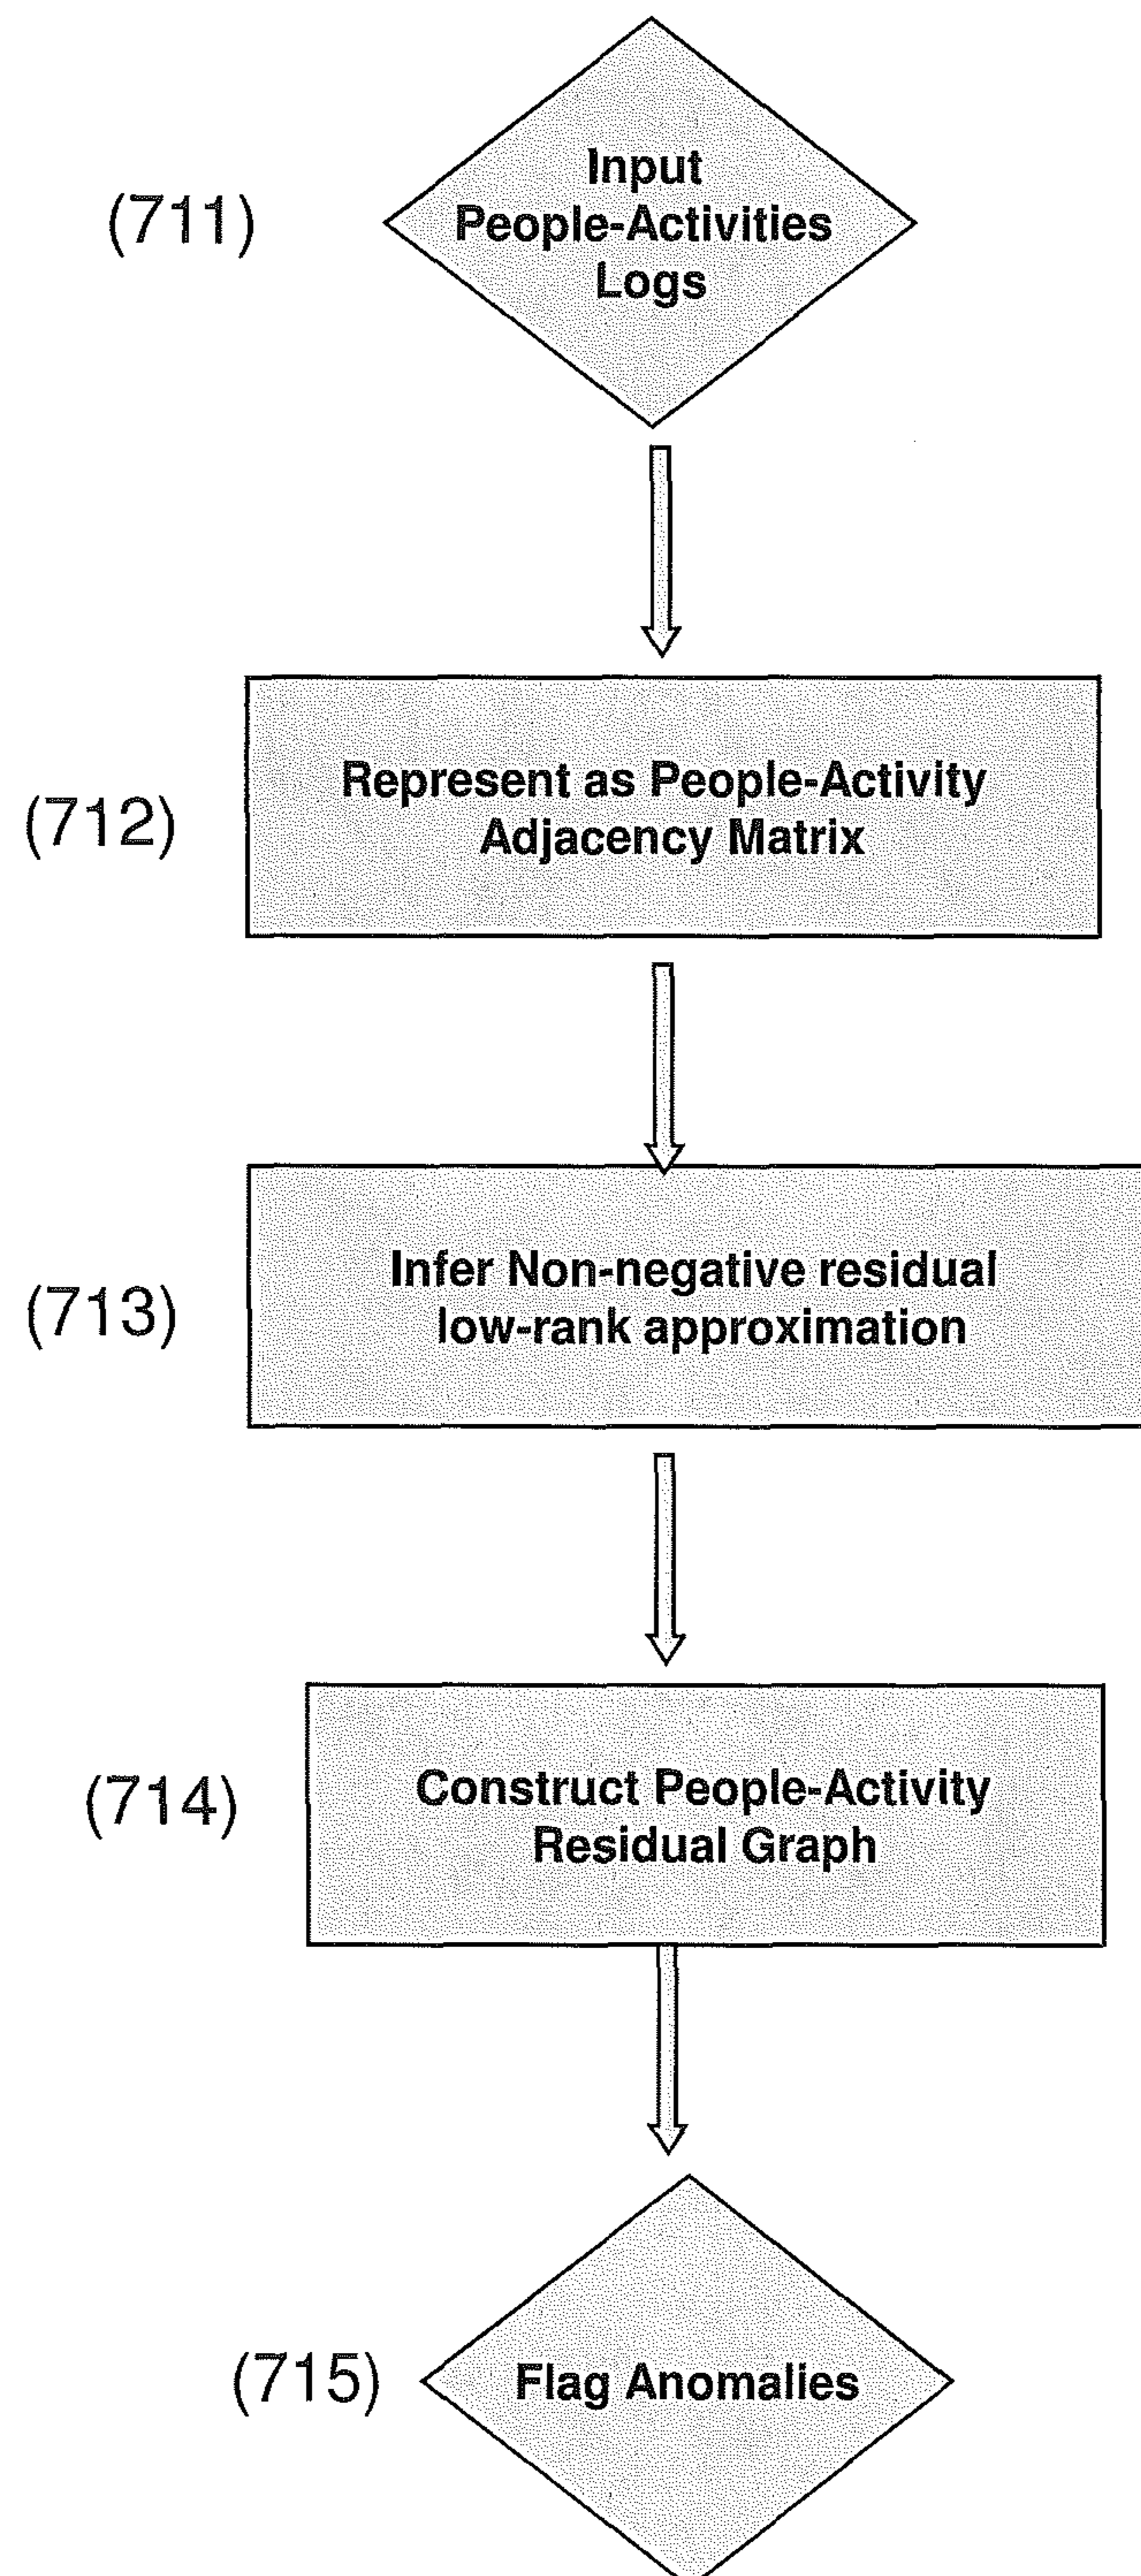 (711)
Input
People-Activities
Logs
(712)
Represent as People-Activity
Adjacency Matrix
(713)
Infer Non-negative residual
low-rank approximation
(714)
Construct People-Activity
Residual Graph
(715)
Flag Anomalies